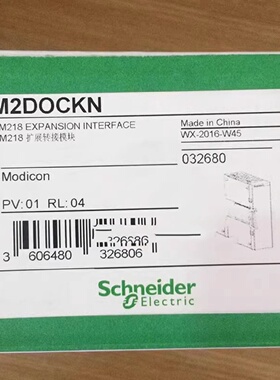 M2DOCKN
M218 EXPANSION INTERFACE
M218 扩展转接模块
Made in China
WX-2016-W45
032680
Modicon
PV: 01 RL: 04
326806
3 606480 326806
Schneider
Electric